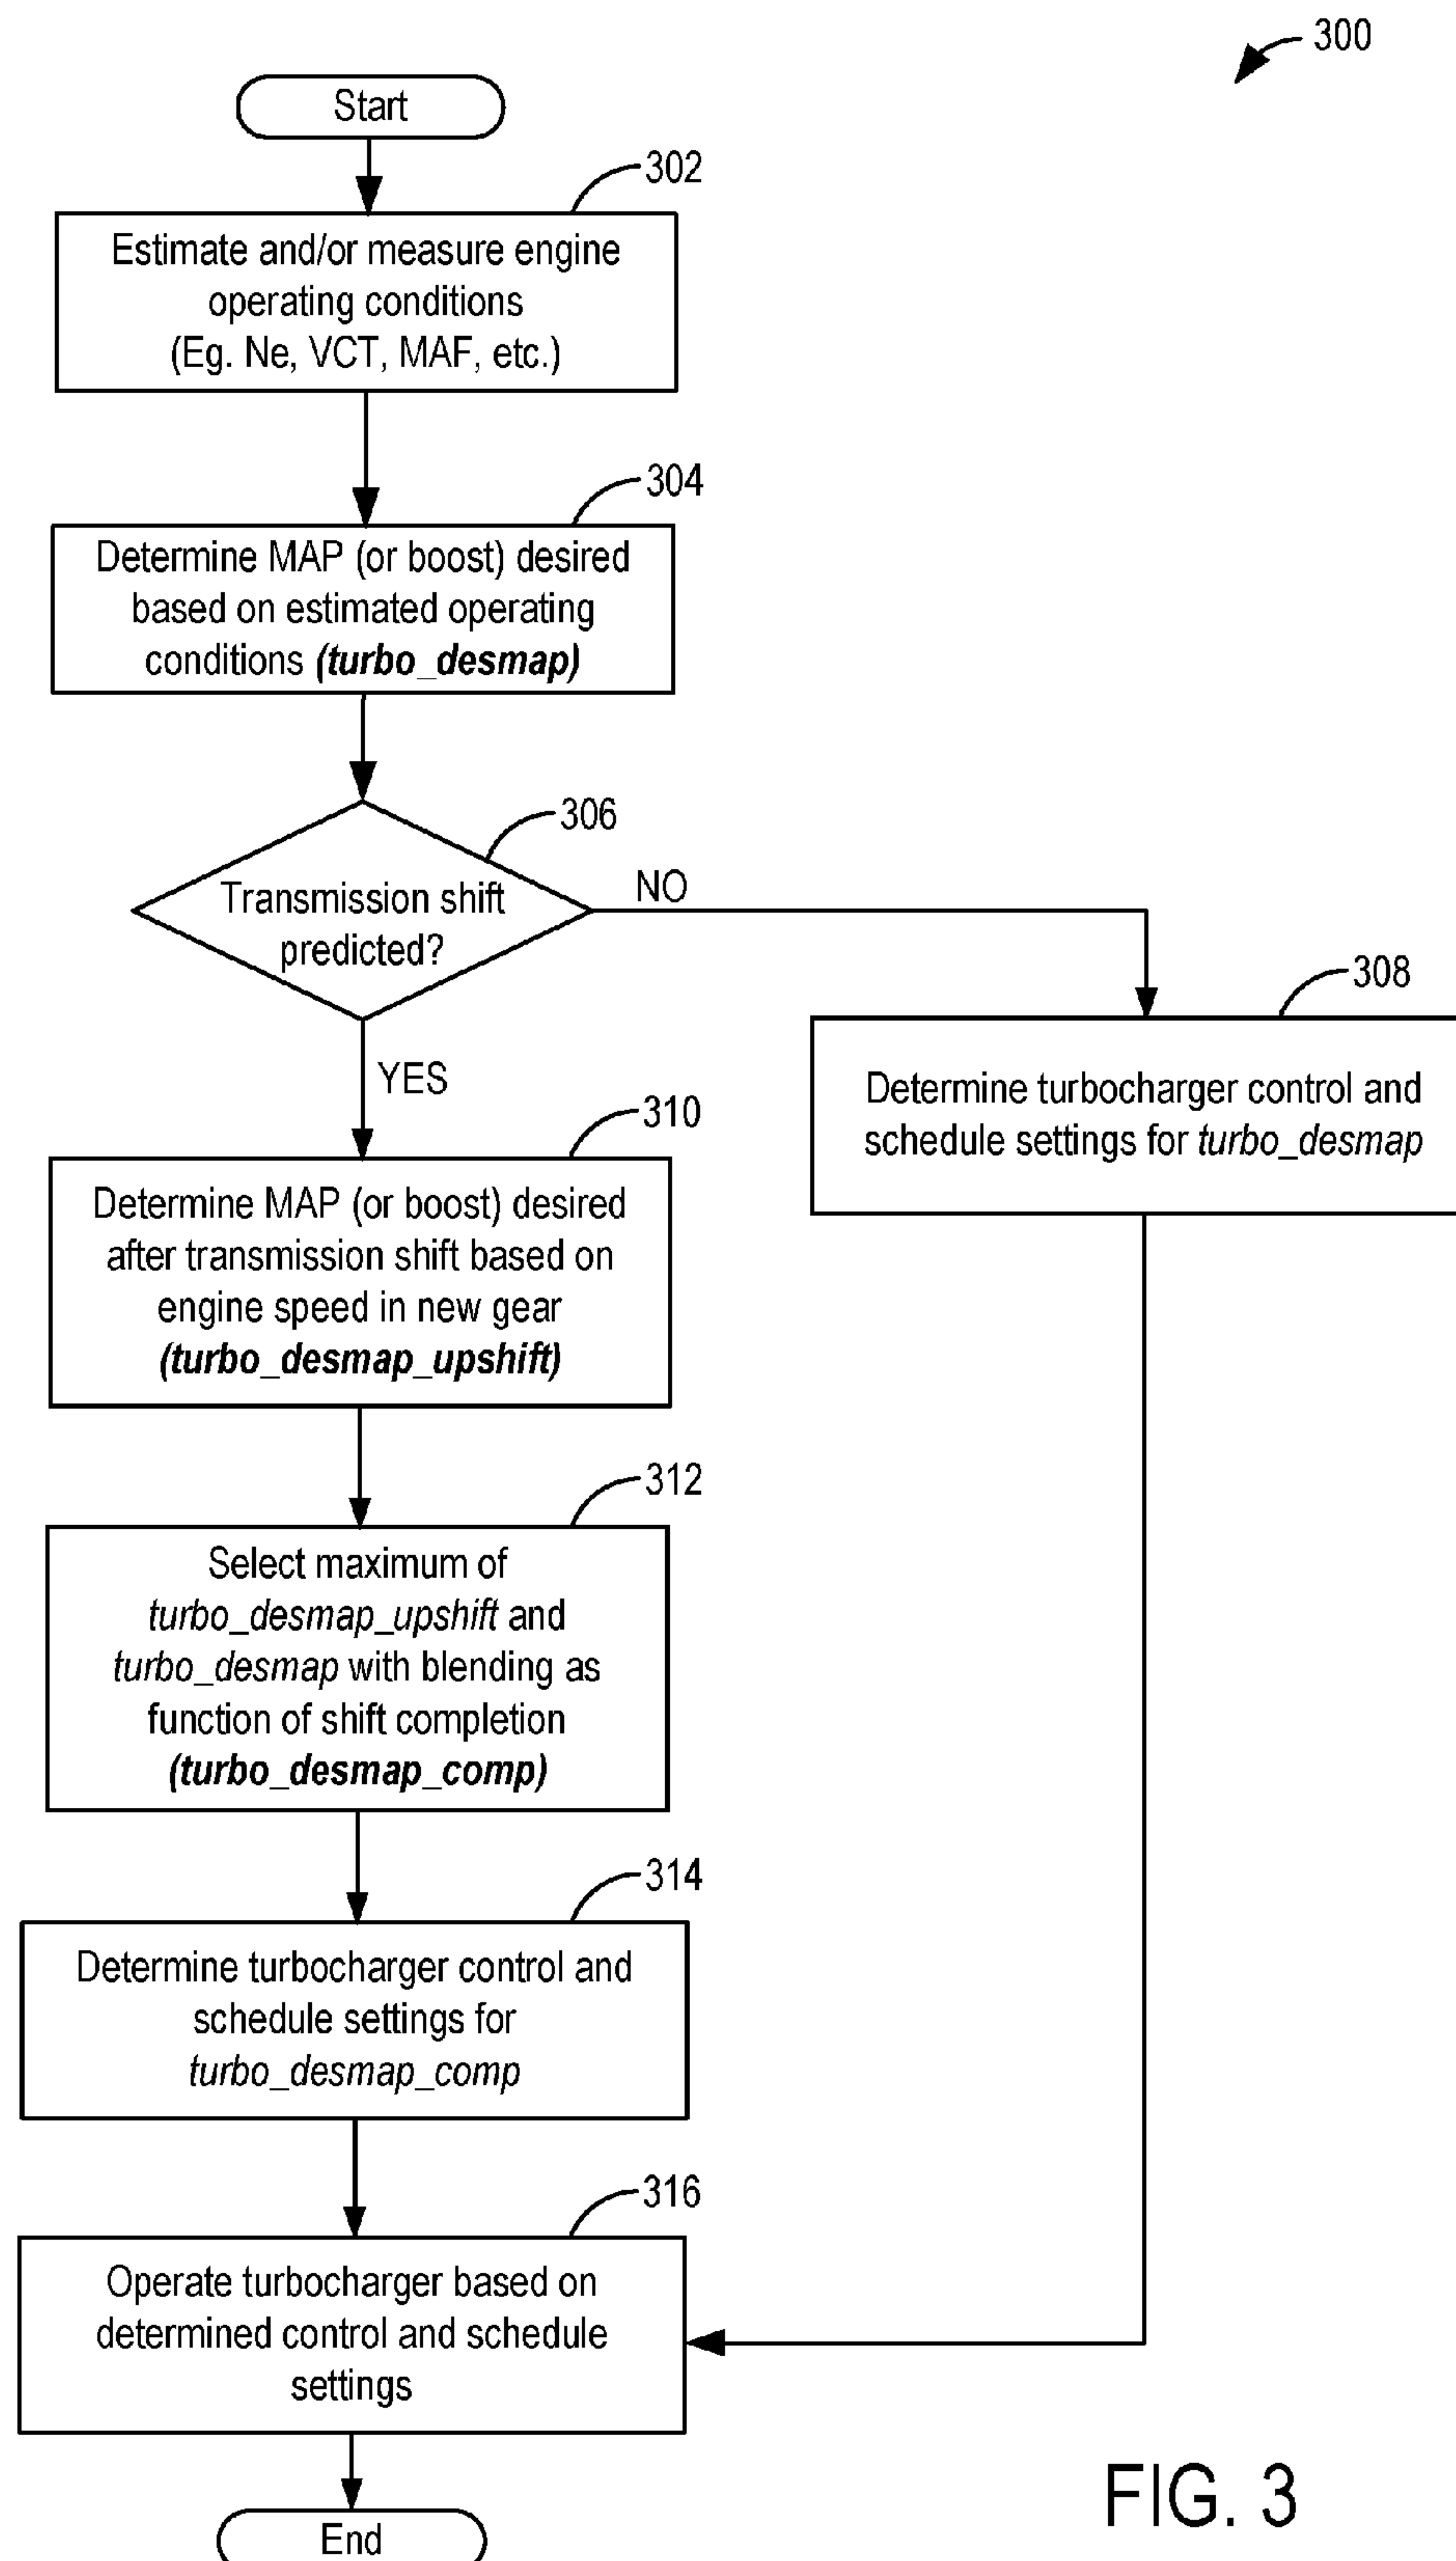 300
Start
302
Estimate and/or measure engine
operating conditions
(Eg. Ne, VCT, MAF, etc.)
304
Determine MAP (or boost) desired
based on estimated operating
conditions (turbo_desmap)
306
Transmission shift
predicted?
NO
YES
308
Determine turbocharger control and
schedule settings for turbo_desmap
310
Determine MAP (or boost) desired
after transmission shift based on
engine speed in new gear
(turbo_desmap_upshift)
312
Select maximum of
turbo_desmap_upshift and
turbo_desmap with blending as
function of shift completion
(turbo_desmap_comp)
314
Determine turbocharger control and
schedule settings for
turbo_desmap_comp
316
Operate turbocharger based on
determined control and schedule
settings
End
FIG. 3